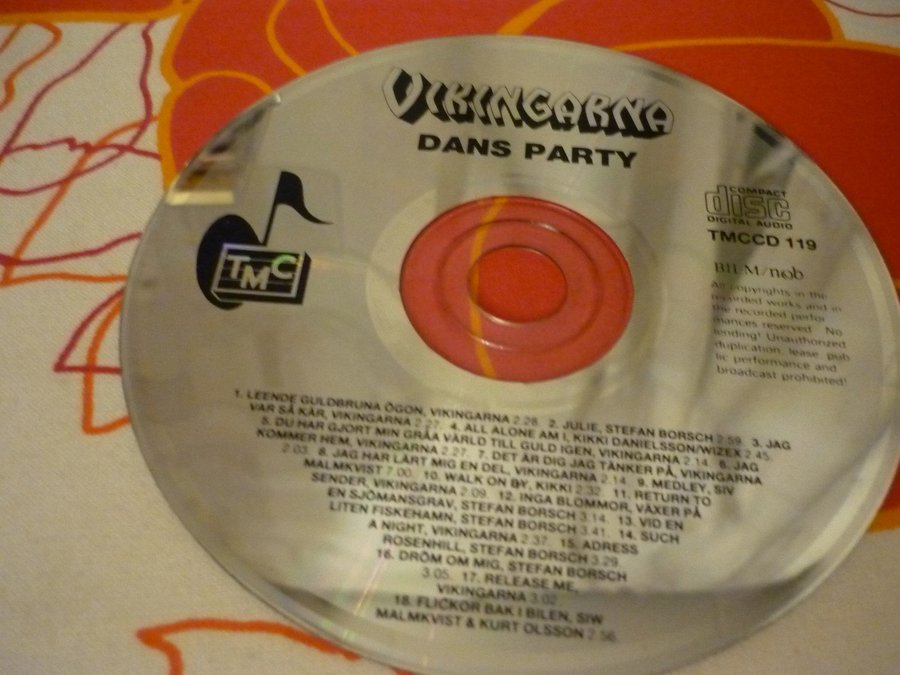 VIKINGARNA
DANS PARTY
TMC
COMPACT
disc
DIGITAL AUDIO
TMCCD 119
BIEM/ncb
All copyrights in the
recorded works and in
the recorded perfor
mances reserved. No
lending! Unauthorized
duplication, lease, pub
lic performance and
broadcast prohibited!
1. LEENDE GULDBRUNA ÖGON, VIKINGARNA 2.28. 2. JULIE, STEFAN BORSCH 2.59. 3. JAG
VAR SÅ KÄR, VIKINGARNA 2.27. 4. ALL ALONE AM I, KIKKI DANIELSSON/WIZEX 2.45.
5. DU HAR GJORT MIN GRÅA VÄRLD TILL GULD IGEN, VIKINGARNA 2.14. 6. JAG
KOMMER HEM, VIKINGARNA 2.27. 7. DET ÄR DIG JAG TÄNKER PÅ, VIKINGARNA
2.03. 8. JAG HAR LÄRT MIG EN DEL, VIKINGARNA 2.14. 9. MEDLEY, SIV
MALMKVIST 7.00. 10. WALK ON BY, KIKKI 2.32. 11. RETURN TO
SENDER, VIKINGARNA 2.09. 12. INGA BLOMMOR, VÄXER PÅ
EN SJÖMANSGRAV, STEFAN BORSCH 3.14. 13. VID EN
LITEN FISKEHAMN, STEFAN BORSCH 3.41. 14. SUCH
A NIGHT, VIKINGARNA 2.37. 15. ADRESS
ROSENHILL, STEFAN BORSCH 3.29.
16. DRÖM OM MIG, STEFAN BORSCH
3.05. 17. RELEASE ME,
VIKINGARNA 3.02.
18. FLICKOR BAK I BILEN, SIW
MALMKVIST & KURT OLSSON 2.56.